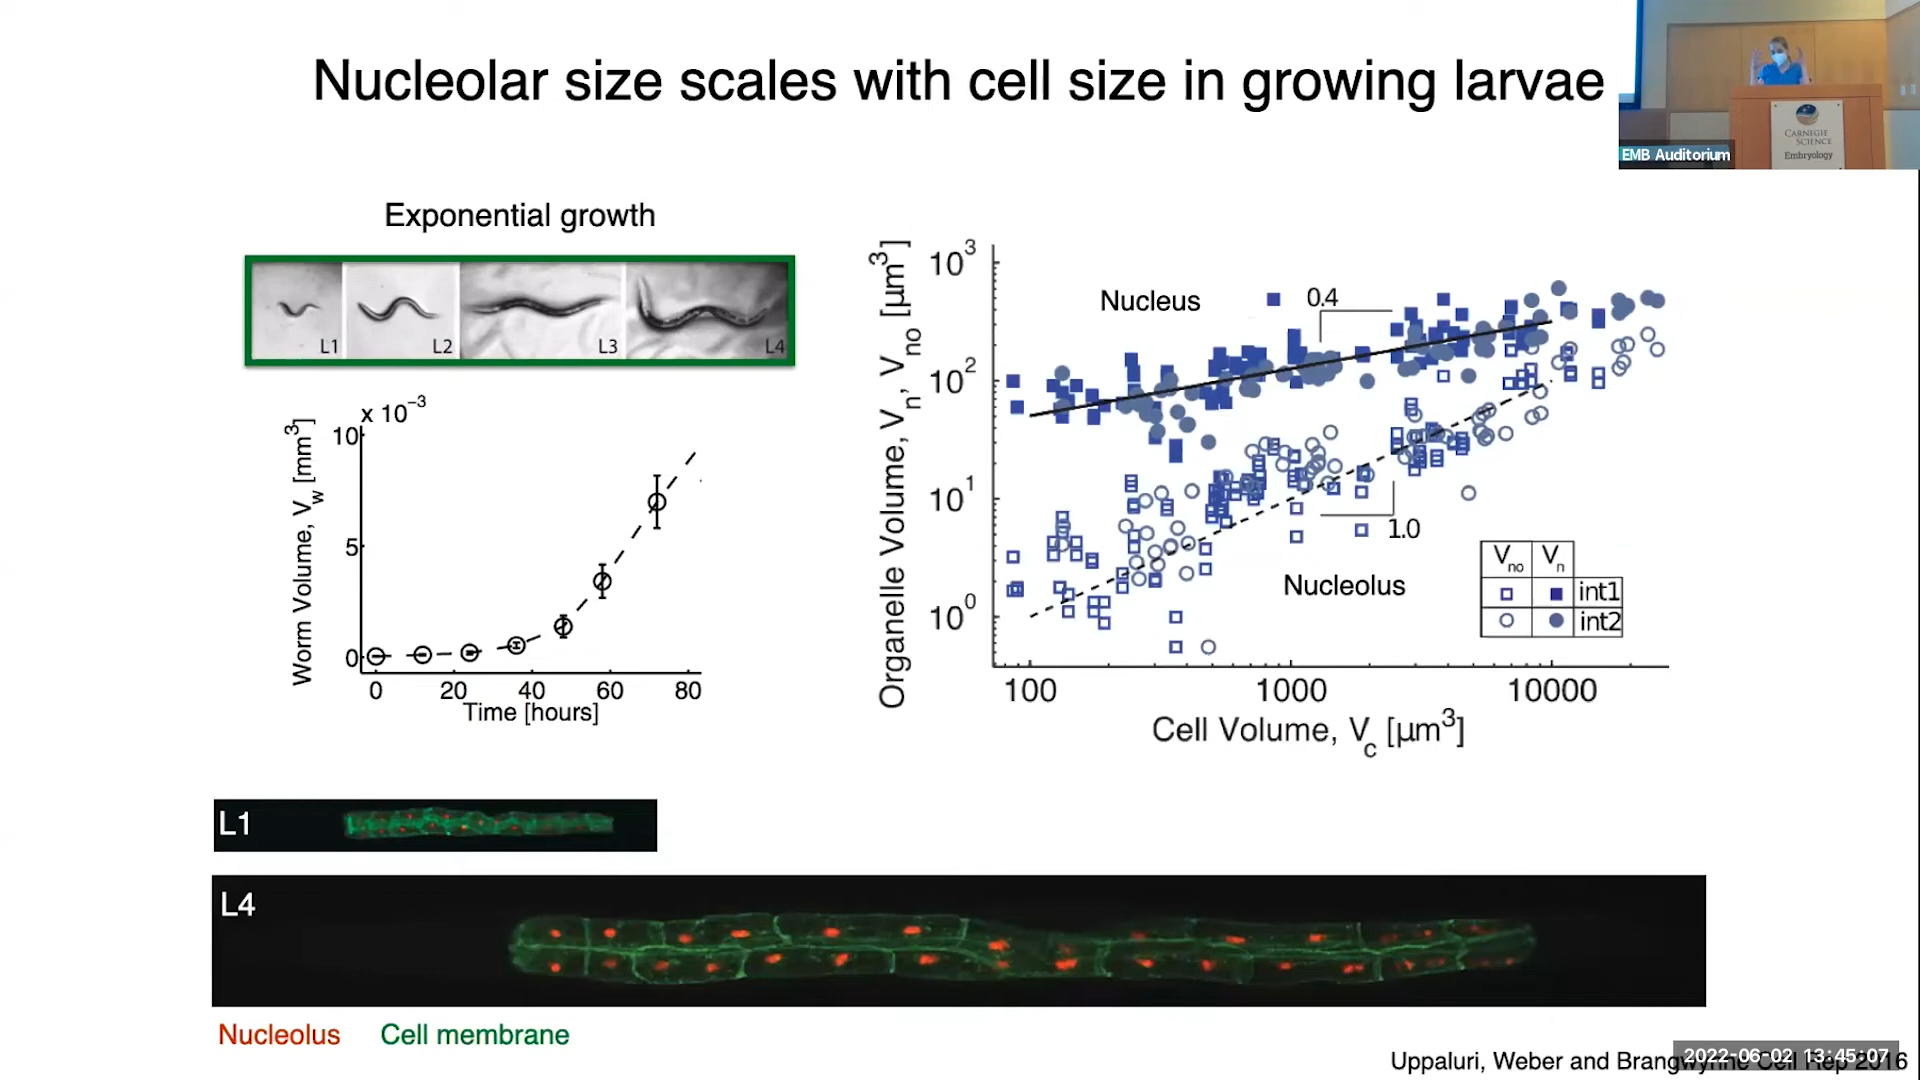 Nucleolar size scales with cell size in growing larvae
EMB Auditorium
CARNEGIE
SCIENCE
Embryology
Exponential growth
L1
L2
L3
L4
x 10⁻³
10
5
0
Worm Volume, V_w [mm³]
0 20 40 60 80
Time [hours]
Organelle Volume, V_n, V_no [µm³]
10³
10²
10¹
10⁰
Nucleus
0.4
1.0
Nucleolus
V_no V_n
int1
int2
100 1000 10000
Cell Volume, V_c [µm³]
L1
L4
Nucleolus Cell membrane
Uppaluri, Weber and Brangwynne Cell Rep 2016
2022-06-02 13:45:07